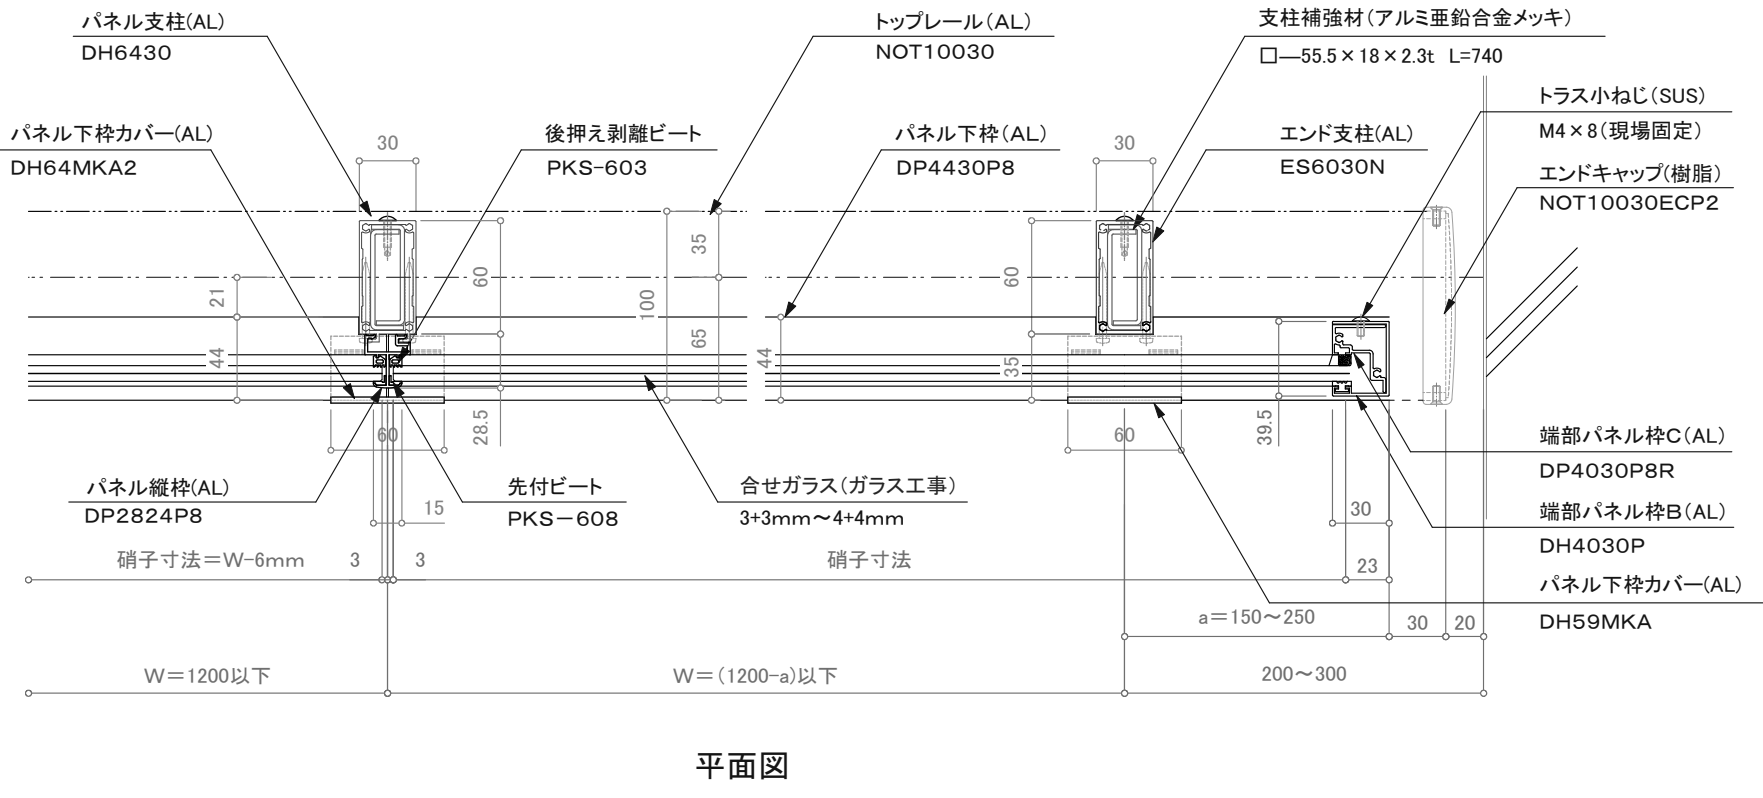 パネル支柱(AL)
DH6430
トップレール(AL)
NOT10030
支柱補強材(アルミ亜鉛合金メッキ)
□—55.5×18×2.3t L=740
トラス小ねじ(SUS)
M4×8(現場固定)
パネル下枠カバー(AL)
DH64MKA2
30
後押え剥離ビート
PKS-603
パネル下枠(AL)
DP4430P8
30
エンド支柱(AL)
ES6030N
エンドキャップ(樹脂)
NOT10030ECP2
21
44
60
28.5
100
35
65
44
60
35
39.5
60
60
パネル縦枠(AL)
DP2824P8
15
先付ビート
PKS-608
合せガラス(ガラス工事)
3+3mm~4+4mm
30
端部パネル枠C(AL)
DP4030P8R
端部パネル枠B(AL)
DH4030P
硝子寸法=W-6mm
3
3
硝子寸法
23
パネル下枠カバー(AL)
DH59MKA
a=150~250
30
20
W=1200以下
W=(1200-a)以下
200~300
平面図